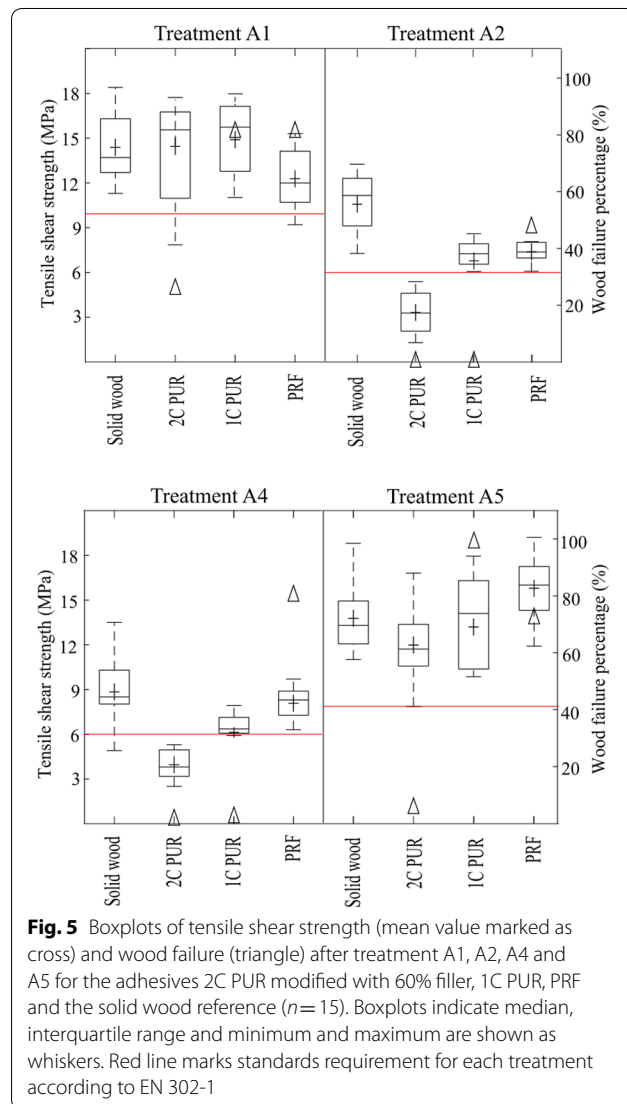 Treatment A1 Treatment A2
Tensile shear strength (MPa)
18
15
12
9
6
3
100
80
60
40
20
Wood failure percentage (%)
Solid wood 2C PUR 1C PUR PRF Solid wood 2C PUR 1C PUR PRF
Treatment A4 Treatment A5
Tensile shear strength (MPa)
18
15
12
9
6
3
100
80
60
40
20
Wood failure percentage (%)
Solid wood 2C PUR 1C PUR PRF Solid wood 2C PUR 1C PUR PRF
Fig. 5 Boxplots of tensile shear strength (mean value marked as
cross) and wood failure (triangle) after treatment A1, A2, A4 and
A5 for the adhesives 2C PUR modified with 60% filler, 1C PUR, PRF
and the solid wood reference (n = 15). Boxplots indicate median,
interquartile range and minimum and maximum are shown as
whiskers. Red line marks standards requirement for each treatment
according to EN 302-1